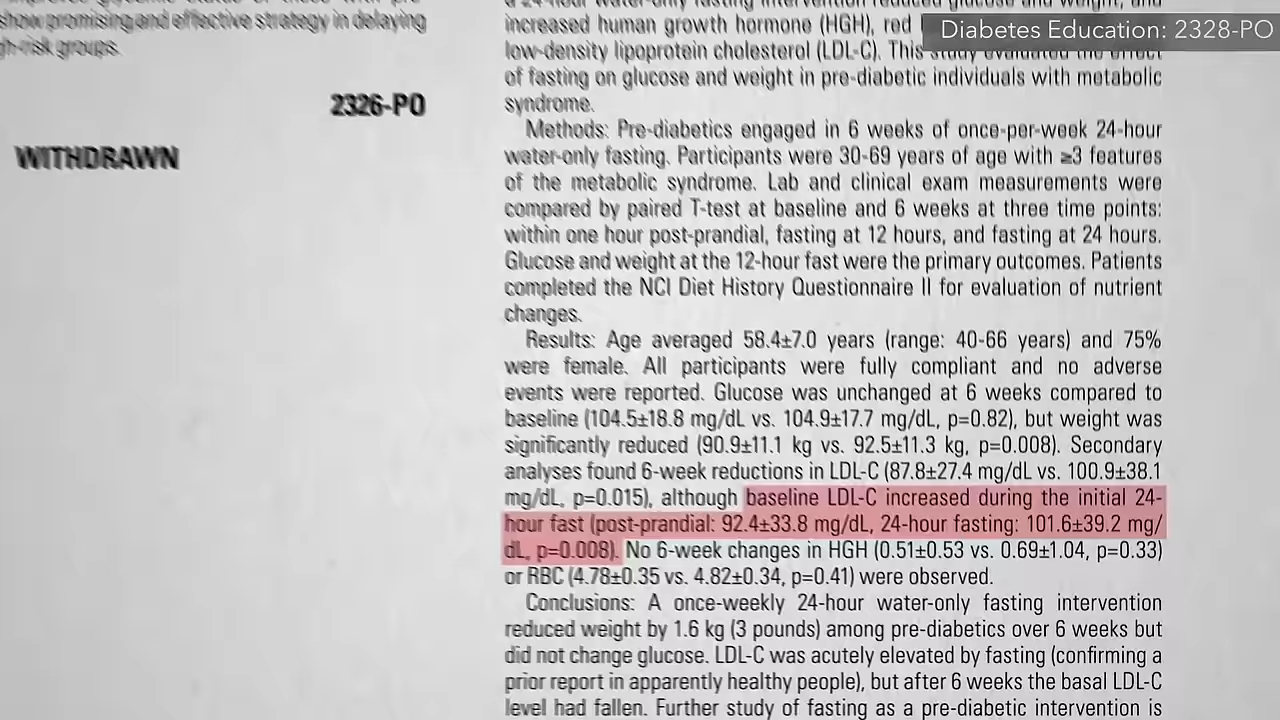 show promising and effective strategy in delaying
gh-risk groups.
2326-PO
WITHDRAWN
Diabetes Education: 2328-PO
a 24-hour water-only fasting intervention reduced glucose and weight, and
increased human growth hormone (HGH), red
low-density lipoprotein cholesterol (LDL-C). This study evaluated the effect
of fasting on glucose and weight in pre-diabetic individuals with metabolic
syndrome.
Methods: Pre-diabetics engaged in 6 weeks of once-per-week 24-hour
water-only fasting. Participants were 30-69 years of age with ≥3 features
of the metabolic syndrome. Lab and clinical exam measurements were
compared by paired T-test at baseline and 6 weeks at three time points:
within one hour post-prandial, fasting at 12 hours, and fasting at 24 hours.
Glucose and weight at the 12-hour fast were the primary outcomes. Patients
completed the NCI Diet History Questionnaire II for evaluation of nutrient
changes.
Results: Age averaged 58.4±7.0 years (range: 40-66 years) and 75%
were female. All participants were fully compliant and no adverse
events were reported. Glucose was unchanged at 6 weeks compared to
baseline (104.5±18.8 mg/dL vs. 104.9±17.7 mg/dL, p=0.82), but weight was
significantly reduced (90.9±11.1 kg vs. 92.5±11.3 kg, p=0.008). Secondary
analyses found 6-week reductions in LDL-C (87.8±27.4 mg/dL vs. 100.9±38.1
mg/dL, p=0.015), although baseline LDL-C increased during the initial 24-
hour fast (post-prandial: 92.4±33.8 mg/dL, 24-hour fasting: 101.6±39.2 mg/
dL, p=0.008). No 6-week changes in HGH (0.51±0.53 vs. 0.69±1.04, p=0.33)
or RBC (4.78±0.35 vs. 4.82±0.34, p=0.41) were observed.
Conclusions: A once-weekly 24-hour water-only fasting intervention
reduced weight by 1.6 kg (3 pounds) among pre-diabetics over 6 weeks but
did not change glucose. LDL-C was acutely elevated by fasting (confirming a
prior report in apparently healthy people), but after 6 weeks the basal LDL-C
level had fallen. Further study of fasting as a pre-diabetic intervention is